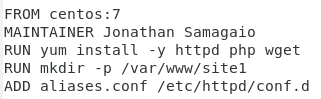 FROM centos:7
MAINTAINER Jonathan Samagaio
RUN yum install -y httpd php wget
RUN mkdir -p /var/www/site1
ADD aliases.conf /etc/httpd/conf.d